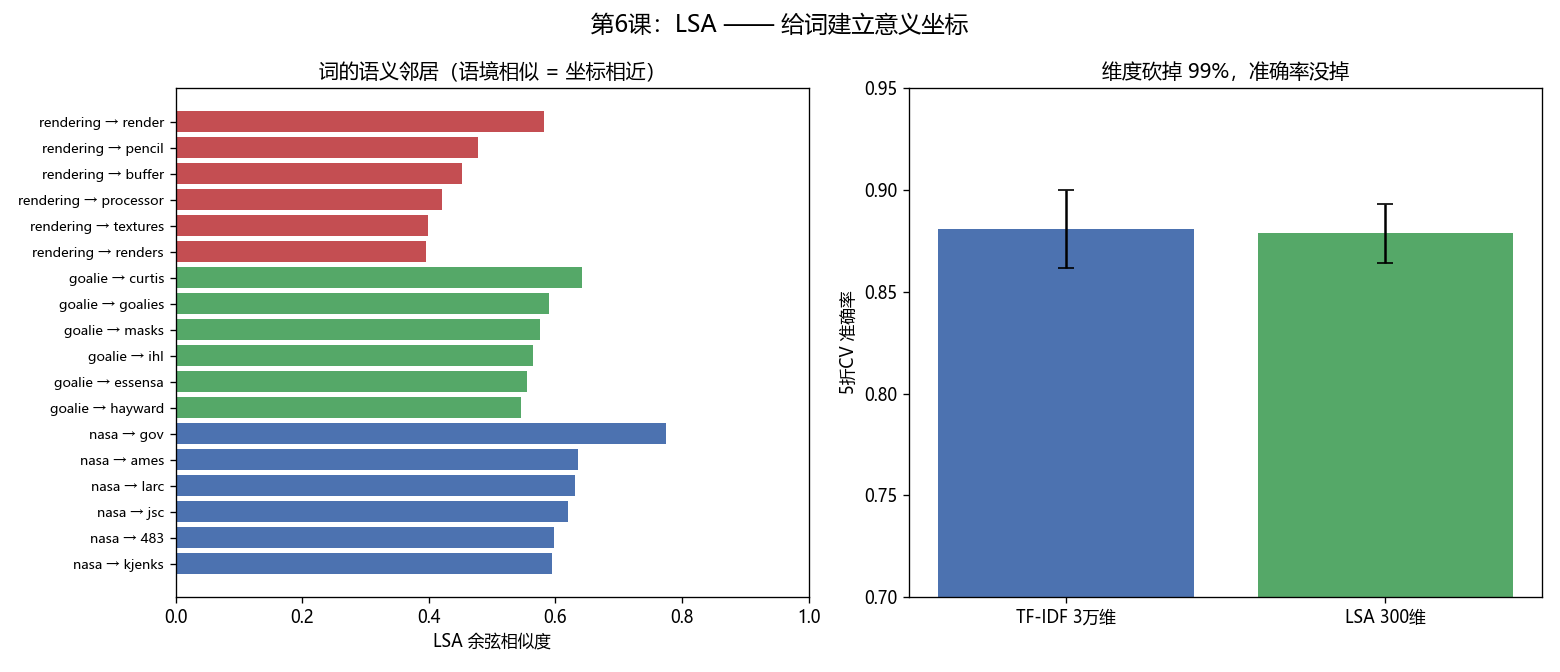 第6课：LSA —— 给词建立意义坐标
词的语义邻居（语境相似 = 坐标相近）
rendering → render
rendering → pencil
rendering → buffer
rendering → processor
rendering → textures
rendering → renders
goalie → curtis
goalie → goalies
goalie → masks
goalie → ihl
goalie → essensa
goalie → hayward
nasa → gov
nasa → ames
nasa → larc
nasa → jsc
nasa → 483
nasa → kjenks
0.0 0.2 0.4 0.6 0.8 1.0
LSA 余弦相似度
维度砍掉 99%，准确率没掉
5折CV 准确率
0.95
0.90
0.85
0.80
0.75
0.70
TF-IDF 3万维 LSA 300维